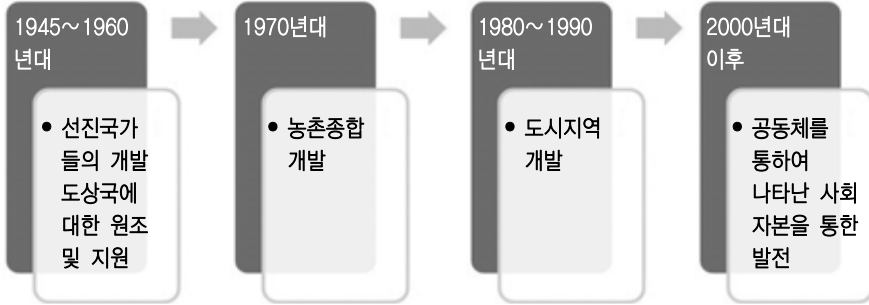 1945～1960
년대
• 선진국가
들의 개발
도상국에
대한 원조
및 지원
1970년대
• 농촌종합
개발
1980～1990
년대
• 도시지역
개발
2000년대
이후
• 공동체를
통하여
나타난 사회
자본을 통한
발전